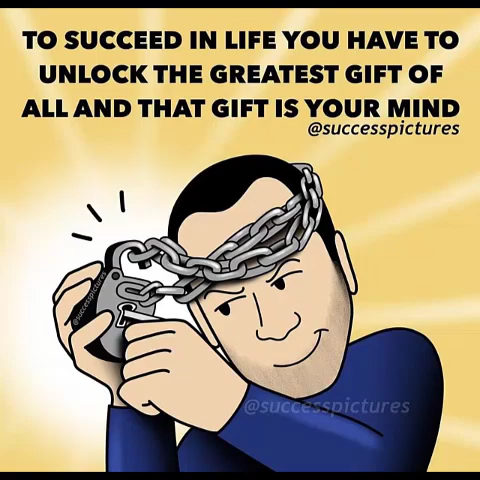 TO SUCCEED IN LIFE YOU HAVE TO
UNLOCK THE GREATEST GIFT OF
ALL AND THAT GIFT IS YOUR MIND
@successpictures
@successpictures
@successpictures